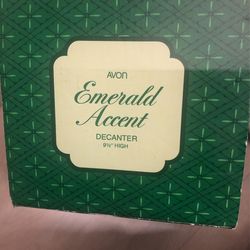 AVON
Emerald
Accent
DECANTER
9½" HIGH